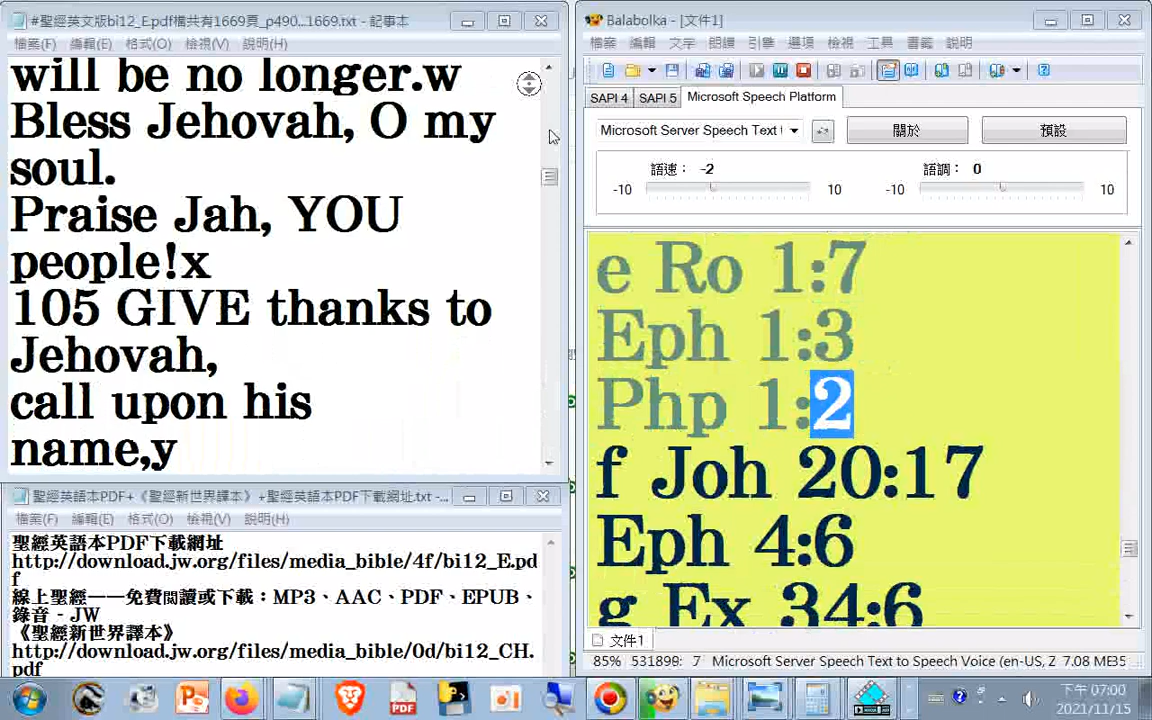 #聖經英文版bi12_Epdf檔共有1669頁_p490...1669.txt - 記事本
檔案(F) 編輯(E) 格式(O) 檢視(V) 說明(H)
will be no longer.w
Bless Jehovah, O my
soul.
Praise Jah, YOU
people!x
105 GIVE thanks to
Jehovah,
call upon his
name,y
聖經英語本PDF+《聖經新世界譯本》+聖經英語本PDF下載網址.txt -...
檔案(F) 編輯(E) 格式(O) 檢視(V) 說明(H)
聖經英語本PDF下載網址
http://download.jw.org/files/media_bible/4f/bi12_E.pd
f
線上聖經——免費閱讀或下載：MP3、AAC、PDF、EPUB、
錄音 - JW
《聖經新世界譯本》
http://download.jw.org/files/media_bible/0d/bi12_CH.
pdf
Balabolka - [文件1]
檔案 編輯 文字 朗讀 引擎 選項 檢視 工具 書籤 說明
SAPI 4 SAPI 5 Microsoft Speech Platform
Microsoft Server Speech Text
關於 預設
語速： -2 語調： 0
-10 10 -10 10
e Ro 1:7
Eph 1:3
Php 1:2
f Joh 20:17
Eph 4:6
g Ex 34:6
文件1
85% 531898: 7 Microsoft Server Speech Text to Speech Voice (en-US, Z 7.08 MB
PDF
下午 07:00
2021/11/15